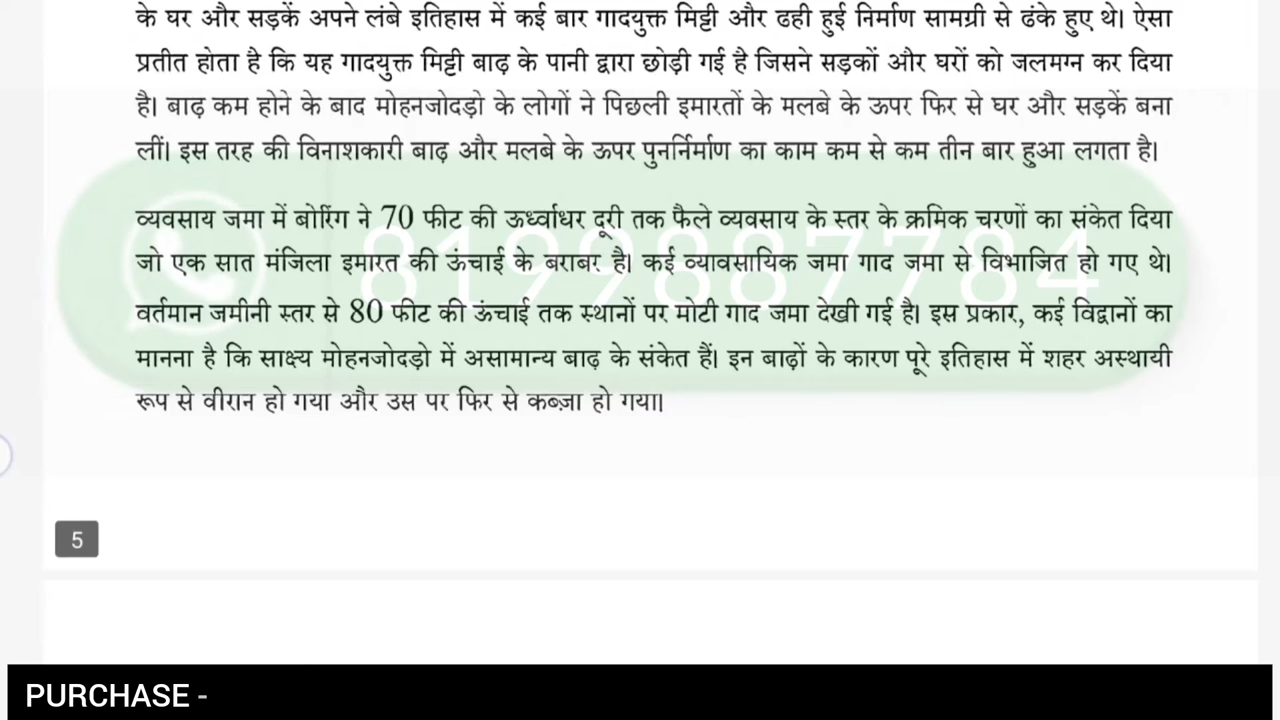 के घर और सड़कें अपने लंबे इतिहास में कई बार गादयुक्त मिट्टी और ढही हुई निर्माण सामग्री से ढंके हुए थे। ऐसा
प्रतीत होता है कि यह गादयुक्त मिट्टी बाढ़ के पानी द्वारा छोड़ी गई है जिसने सड़कों और घरों को जलमग्न कर दिया
है। बाढ़ कम होने के बाद मोहनजोदड़ो के लोगों ने पिछली इमारतों के मलबे के ऊपर फिर से घर और सड़कें बना
लीं। इस तरह की विनाशकारी बाढ़ और मलबे के ऊपर पुनर्निर्माण का काम कम से कम तीन बार हुआ लगता है।
व्यवसाय जमा में बोरिंग ने 70 फीट की ऊर्ध्वाधर दूरी तक फैले व्यवसाय के स्तर के क्रमिक चरणों का संकेत दिया
जो एक सात मंजिला इमारत की ऊंचाई के बराबर है। कई व्यावसायिक जमा गाद जमा से विभाजित हो गए थे।
वर्तमान जमीनी स्तर से 80 फीट की ऊंचाई तक स्थानों पर मोटी गाद जमा देखी गई है। इस प्रकार, कई विद्वानों का
मानना है कि साक्ष्य मोहनजोदड़ो में असामान्य बाढ़ के संकेत हैं। इन बाढ़ों के कारण पूरे इतिहास में शहर अस्थायी
रूप से वीरान हो गया और उस पर फिर से कब्ज़ा हो गया।
8199887784
5
PURCHASE -